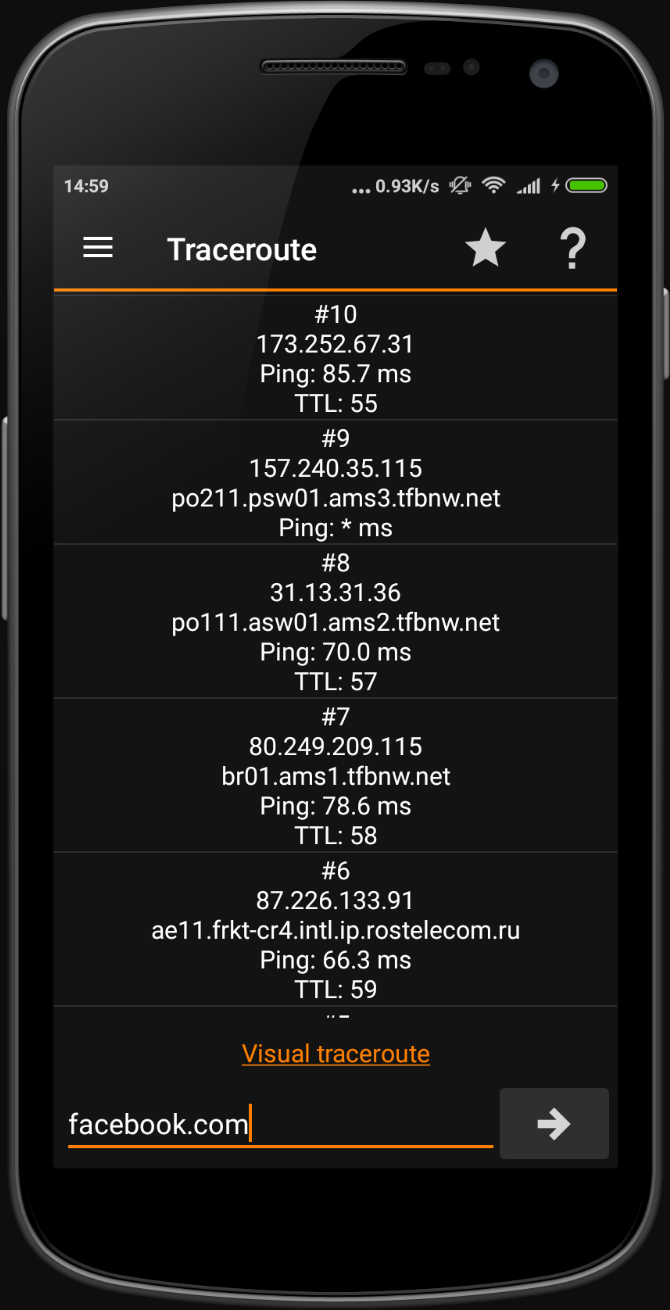 14:59
... 0.93K/s
Traceroute
?
#10
173.252.67.31
Ping: 85.7 ms
TTL: 55
#9
157.240.35.115
po211.psw01.ams3.tfbnw.net
Ping: * ms
#8
31.13.31.36
po111.asw01.ams2.tfbnw.net
Ping: 70.0 ms
TTL: 57
#7
80.249.209.115
br01.ams1.tfbnw.net
Ping: 78.6 ms
TTL: 58
#6
87.226.133.91
ae11.frkt-cr4.intl.ip.rostelecom.ru
Ping: 66.3 ms
TTL: 59
Visual traceroute
facebook.com